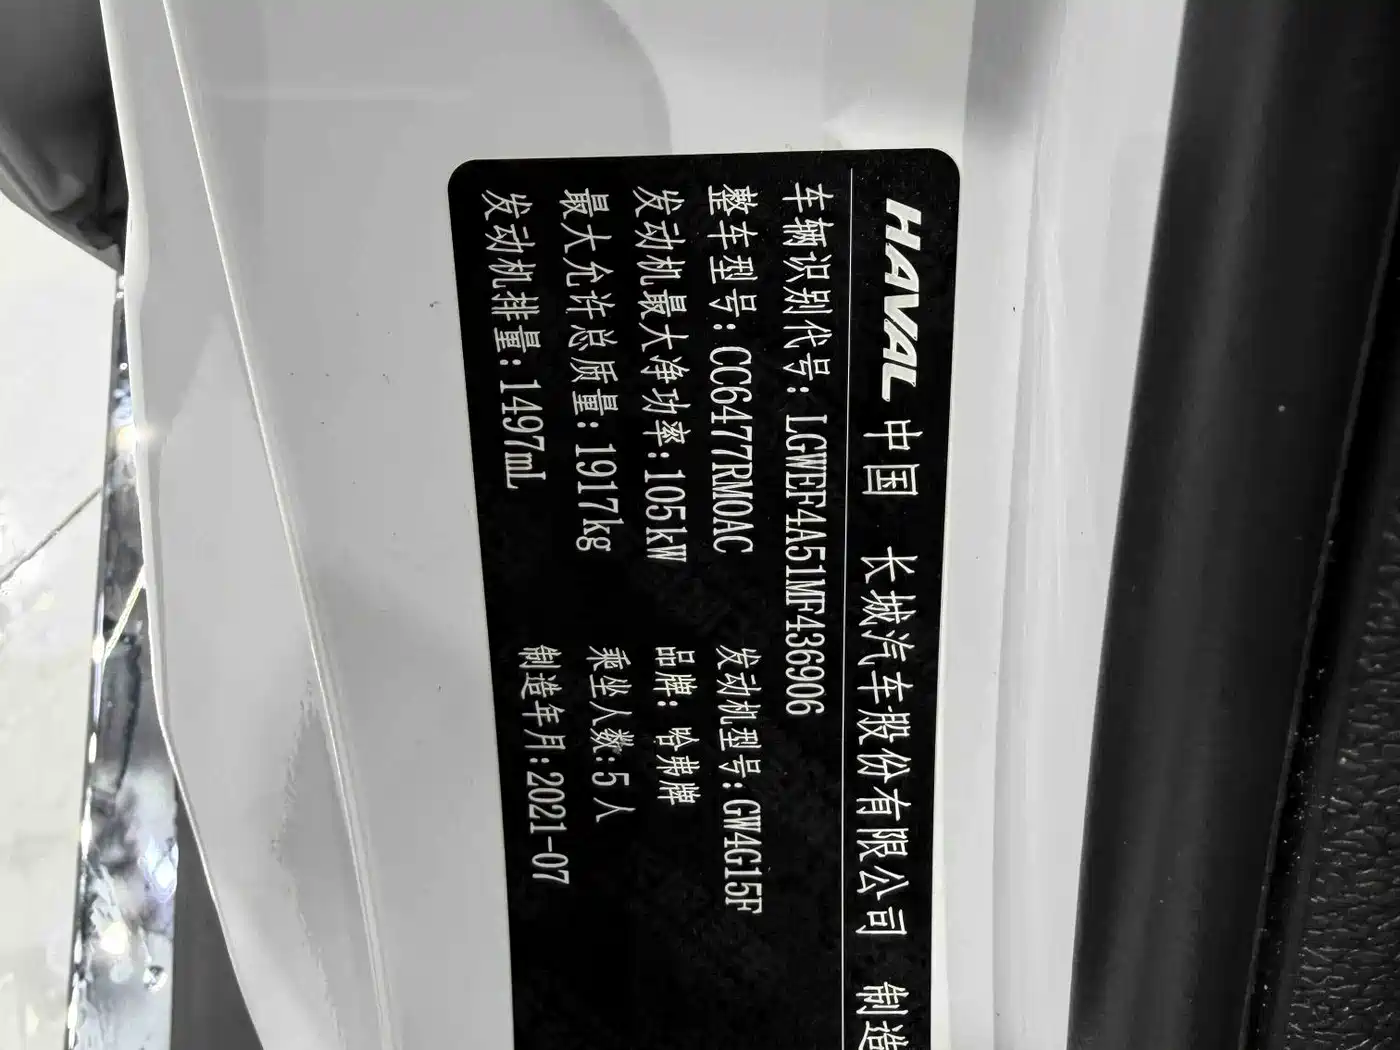 HAVAL 中国 长城汽车股份有限公司 制造
车辆识别代号:LGWEF4A51MF436906
整车型号:CC6477RM0AC 发动机型号:GW4G15F
发动机最大净功率:105kW 品牌:哈弗牌
最大允许总质量:1917kg 乘坐人数:5人
发动机排量:1497mL 制造年月:2021-07